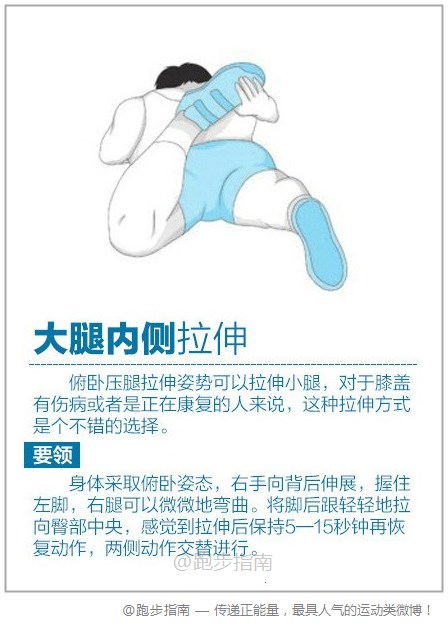 大腿内侧拉伸
俯卧压腿拉伸姿势可以拉伸小腿，对于膝盖
有伤病或者是正在康复的人来说，这种拉伸方式
是个不错的选择。
要领
身体采取俯卧姿态，右手向背后伸展，握住
左脚，右腿可以微微地弯曲。将脚后跟轻轻地拉
向臀部中央，感觉到拉伸后保持5—15秒钟再恢
复动作，两侧动作交替进行。
@跑步指南
@跑步指南 — 传递正能量，最具人气的运动类微博！